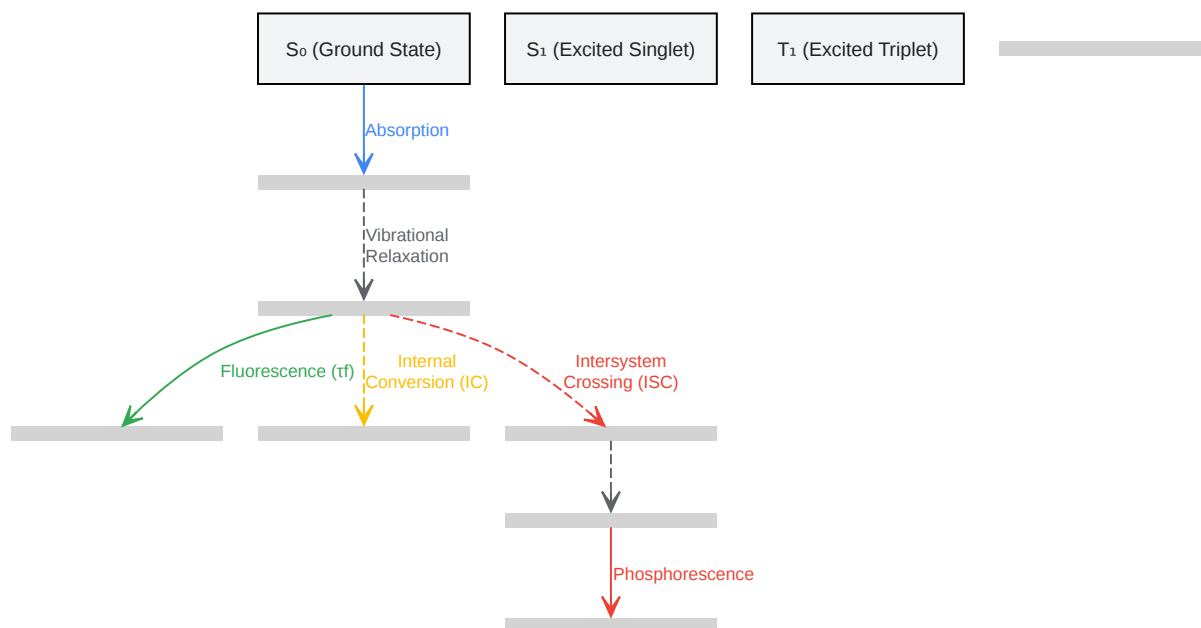 S₀ (Ground State)
S₁ (Excited Singlet)
T₁ (Excited Triplet)
Absorption
Vibrational
Relaxation
Fluorescence (τf)
Internal
Conversion (IC)
Intersystem
Crossing (ISC)
Phosphorescence